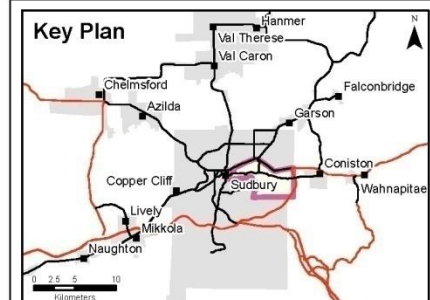 Key Plan
N
Hanmer
Val Therese
Val Caron
Chelmsford
Azilda
Falconbridge
Garson
Copper Cliff
Sudbury
Coniston
Wahnapitae
Lively
Mikkola
Naughton
0 2.5 5 10
Kilometers